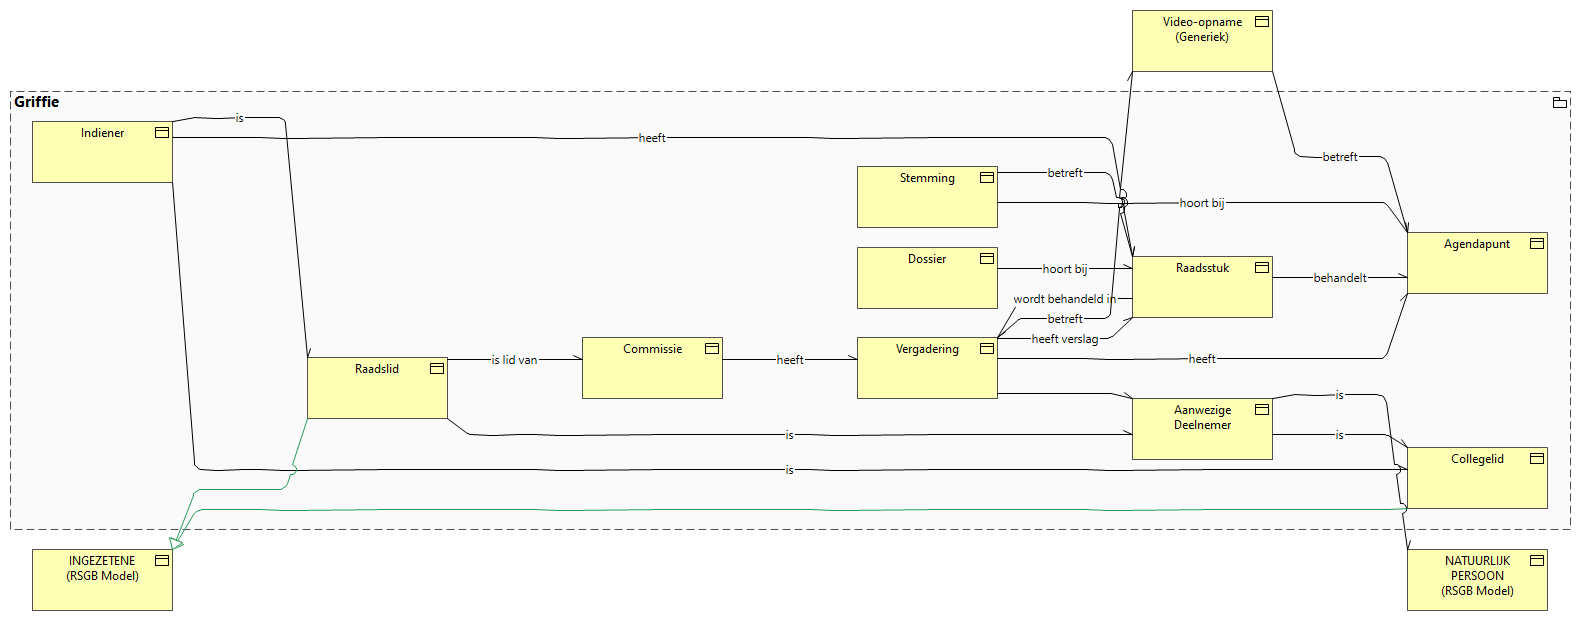 Video-opname
(Generiek)
Griffie
is
Indiener
heeft
betreft
Stemming
betreft
hoort bij
Agendapunt
Dossier
hoort bij
Raadsstuk
behandelt
wordt behandeld in
betreft
heeft verslag
Raadslid
is lid van
Commissie
heeft
Vergadering
heeft
is
Aanwezige
Deelnemer
is
is
Collegelid
is
INGEZETENE
(RSGB Model)
NATUURLIJK
PERSOON
(RSGB Model)